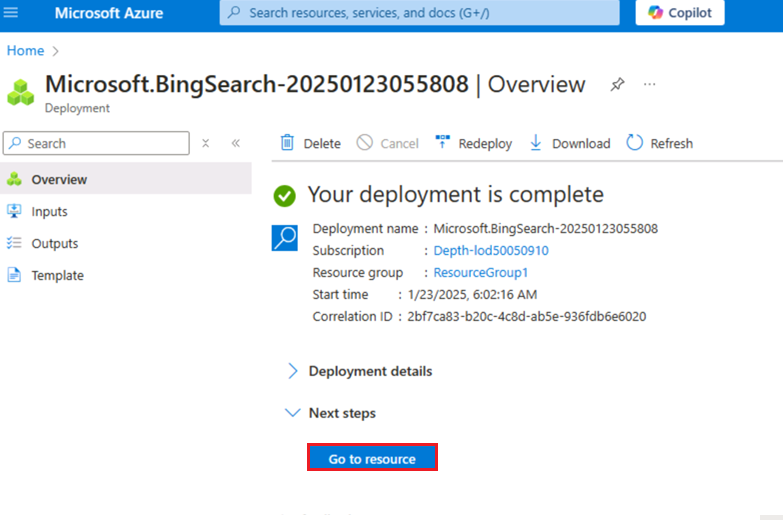 Microsoft Azure
Search resources, services, and docs (G+/)
Copilot
Home
Microsoft.BingSearch-20250123055808 | Overview
Deployment
Search
Delete
Cancel
Redeploy
Download
Refresh
Overview
Inputs
Outputs
Template
Your deployment is complete
Deployment name : Microsoft.BingSearch-20250123055808
Subscription : Depth-lod50050910
Resource group : ResourceGroup1
Start time : 1/23/2025, 6:02:16 AM
Correlation ID : 2bf7ca83-b20c-4c8d-ab5e-936fdb6e6020
Deployment details
Next steps
Go to resource